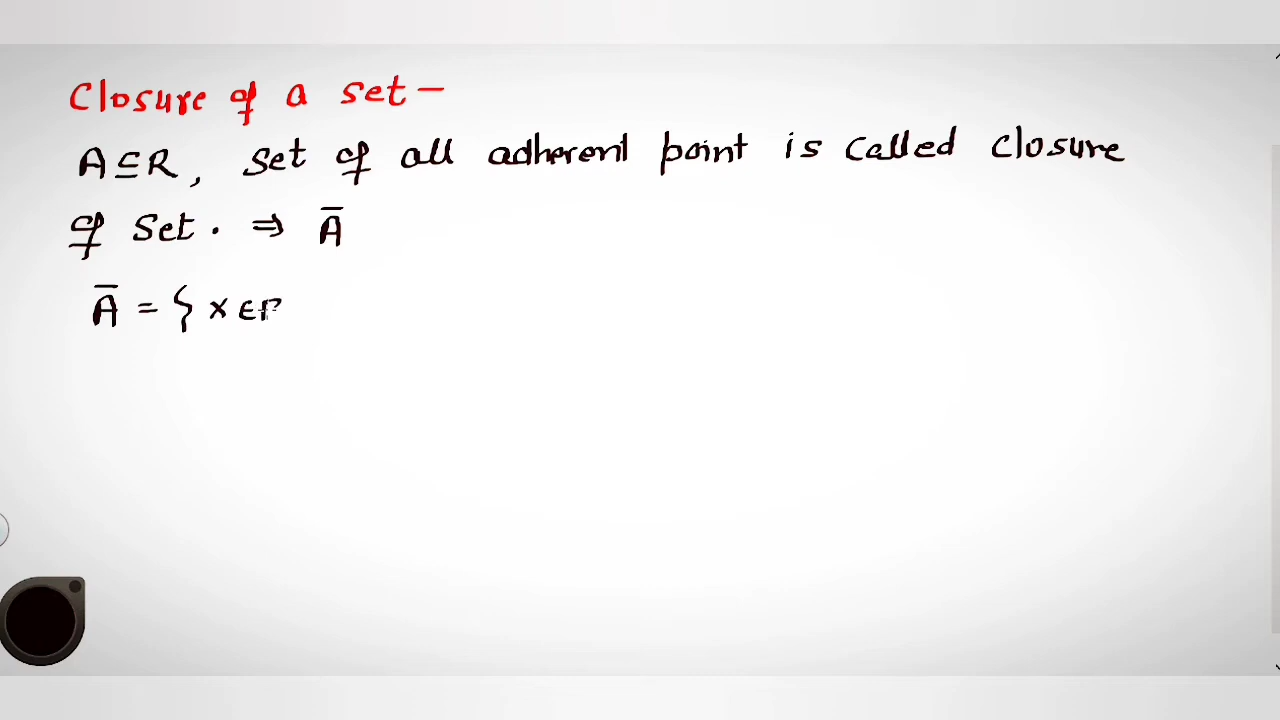 Closure of a set -
A ⊆ R, Set of all adherent point is called closure
of Set. ⇒ Ā
Ā = { x ∈